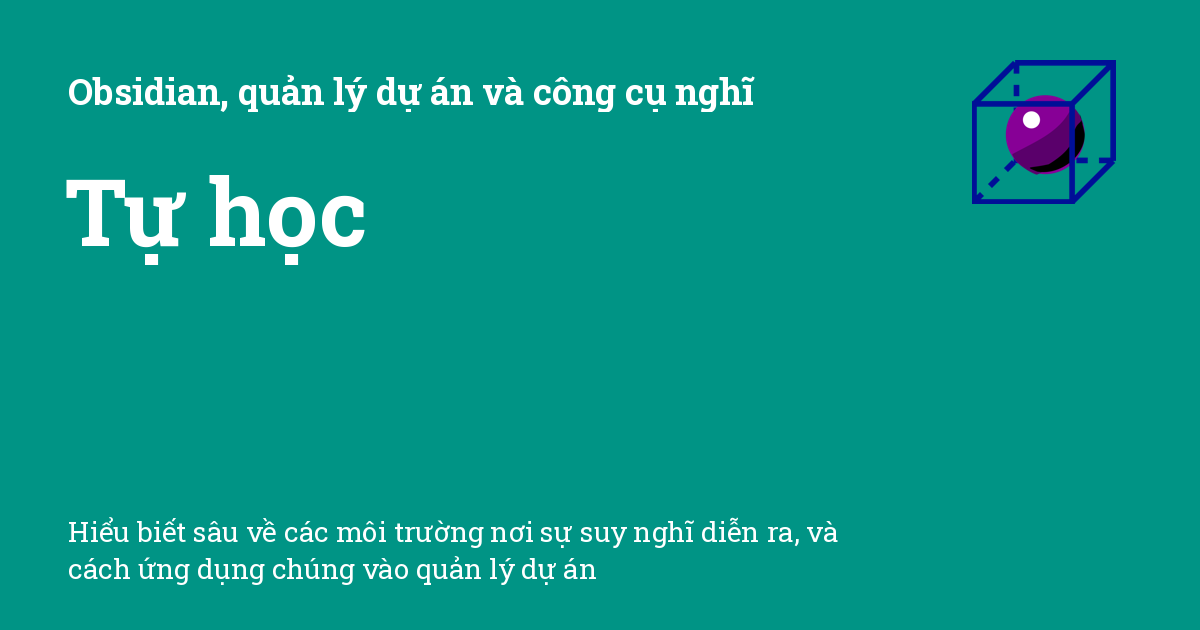 Obsidian, quản lý dự án và công cụ nghĩ
Tự học
Hiểu biết sâu về các môi trường nơi sự suy nghĩ diễn ra, và
cách ứng dụng chúng vào quản lý dự án